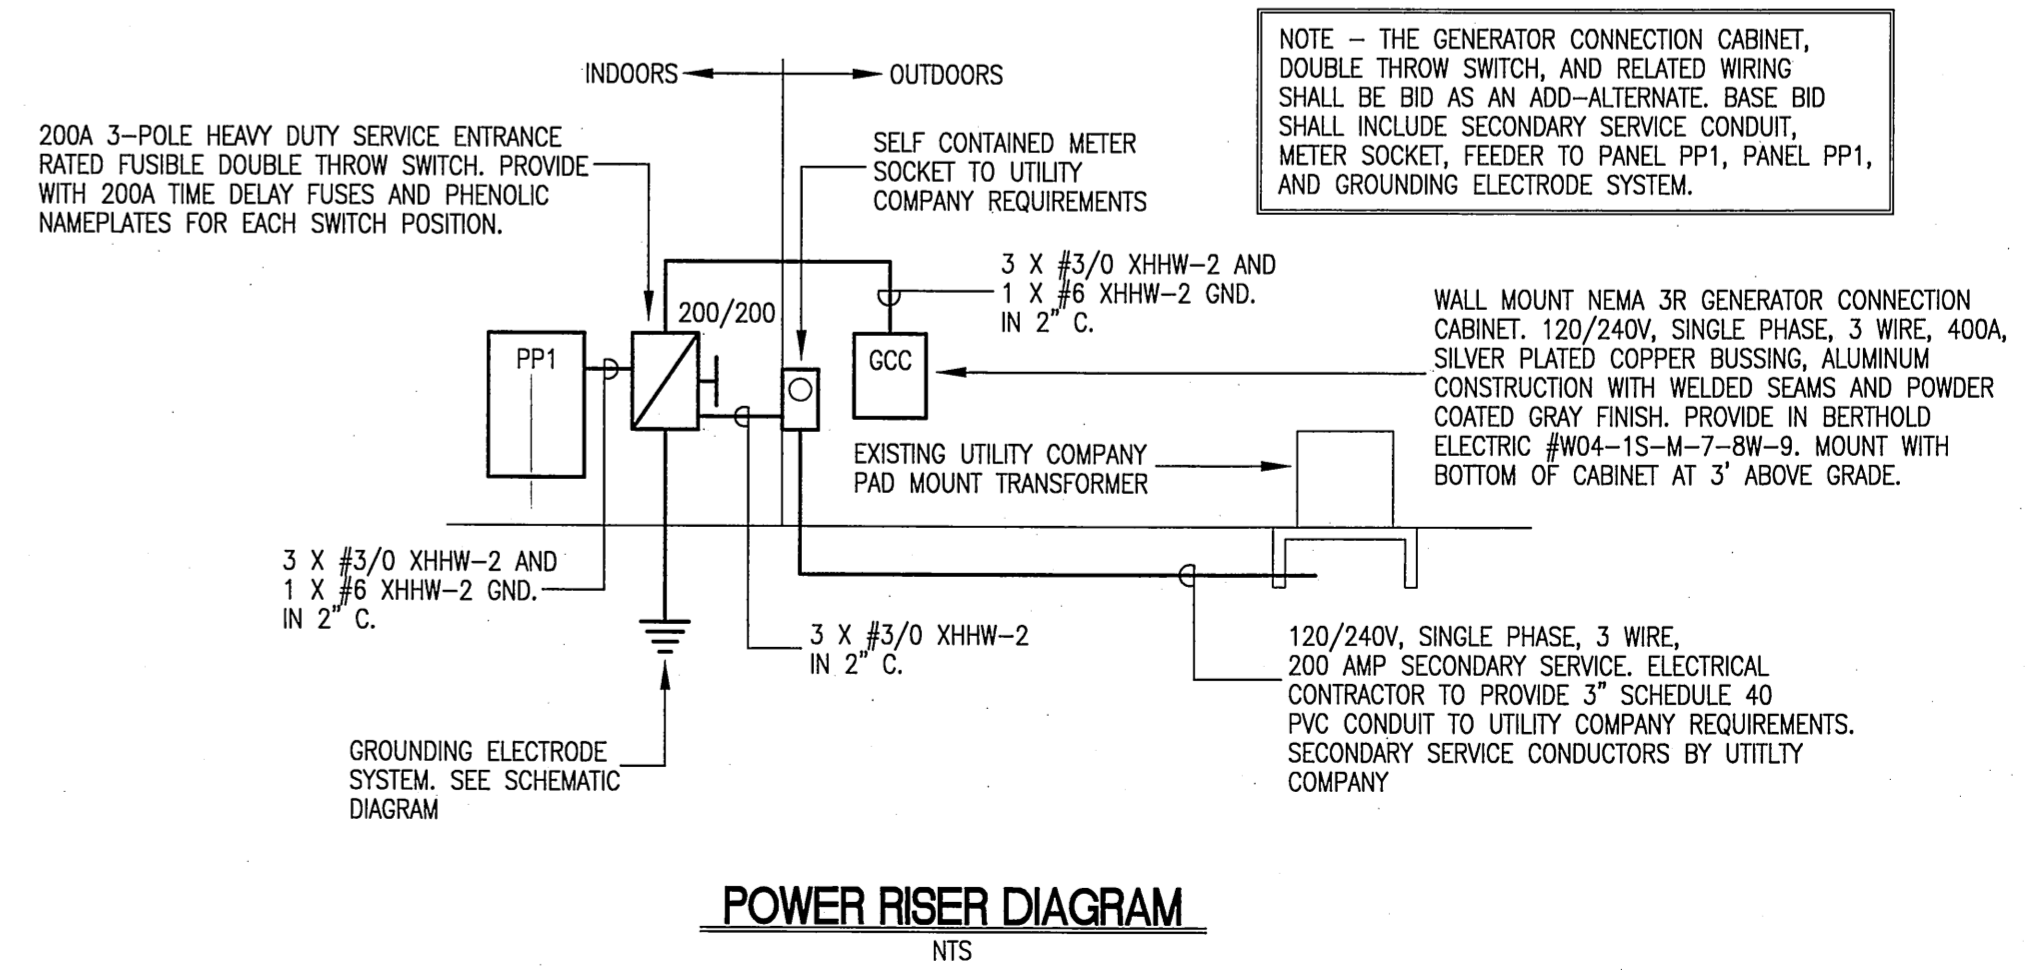 INDOORS
OUTDOORS
NOTE – THE GENERATOR CONNECTION CABINET,
DOUBLE THROW SWITCH, AND RELATED WIRING
SHALL BE BID AS AN ADD–ALTERNATE. BASE BID
SHALL INCLUDE SECONDARY SERVICE CONDUIT,
METER SOCKET, FEEDER TO PANEL PP1, PANEL PP1,
AND GROUNDING ELECTRODE SYSTEM.
200A 3–POLE HEAVY DUTY SERVICE ENTRANCE
RATED FUSIBLE DOUBLE THROW SWITCH. PROVIDE
WITH 200A TIME DELAY FUSES AND PHENOLIC
NAMEPLATES FOR EACH SWITCH POSITION.
SELF CONTAINED METER
SOCKET TO UTILITY
COMPANY REQUIREMENTS
3 X #3/0 XHHW–2 AND
1 X #6 XHHW–2 GND.
IN 2" C.
200/200
PP1
GCC
WALL MOUNT NEMA 3R GENERATOR CONNECTION
CABINET. 120/240V, SINGLE PHASE, 3 WIRE, 400A,
SILVER PLATED COPPER BUSSING, ALUMINUM
CONSTRUCTION WITH WELDED SEAMS AND POWDER
COATED GRAY FINISH. PROVIDE IN BERTHOLD
ELECTRIC #W04–1S–M–7–8W–9. MOUNT WITH
BOTTOM OF CABINET AT 3' ABOVE GRADE.
EXISTING UTILITY COMPANY
PAD MOUNT TRANSFORMER
3 X #3/0 XHHW–2 AND
1 X #6 XHHW–2 GND.
IN 2" C.
3 X #3/0 XHHW–2
IN 2" C.
120/240V, SINGLE PHASE, 3 WIRE,
200 AMP SECONDARY SERVICE. ELECTRICAL
CONTRACTOR TO PROVIDE 3" SCHEDULE 40
PVC CONDUIT TO UTILITY COMPANY REQUIREMENTS.
SECONDARY SERVICE CONDUCTORS BY UTITLTY
COMPANY
GROUNDING ELECTRODE
SYSTEM. SEE SCHEMATIC
DIAGRAM
POWER RISER DIAGRAM
NTS